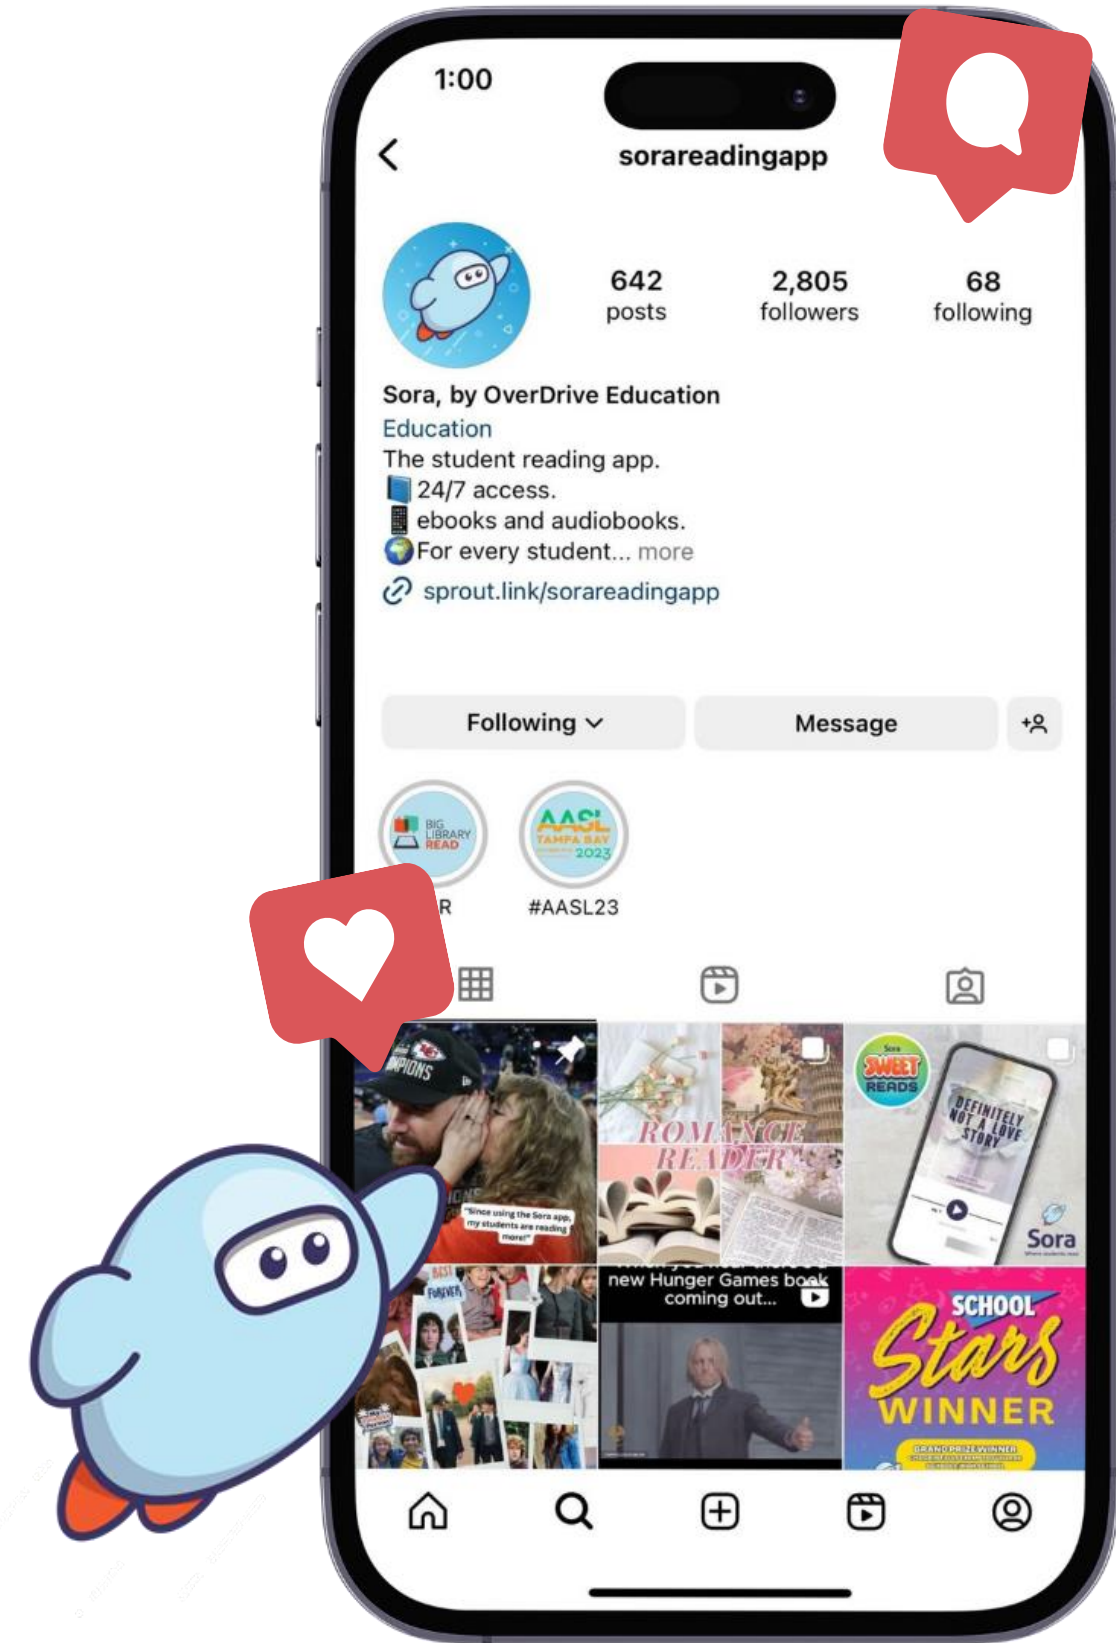 1:00
sorareadingapp
642
posts
2,805
followers
68
following
Sora, by OverDrive Education
Education
The student reading app.
24/7 access.
ebooks and audiobooks.
For every student... more
sprout.link/sorareadingapp
Following
Message
BIG
LIBRARY
READ
AASL
TAMPA BAY
2023
R
#AASL23
"Since using the Sora app,
my students are reading
more!"
ROMANCE
READER
Sora
SWEET
READS
DEFINITELY
NOT A LOVE
STORY
Sora
BEST
FOREVER
new Hunger Games book
coming out...
SCHOOL
Stars
WINNER
GRAND PRIZE WINNER